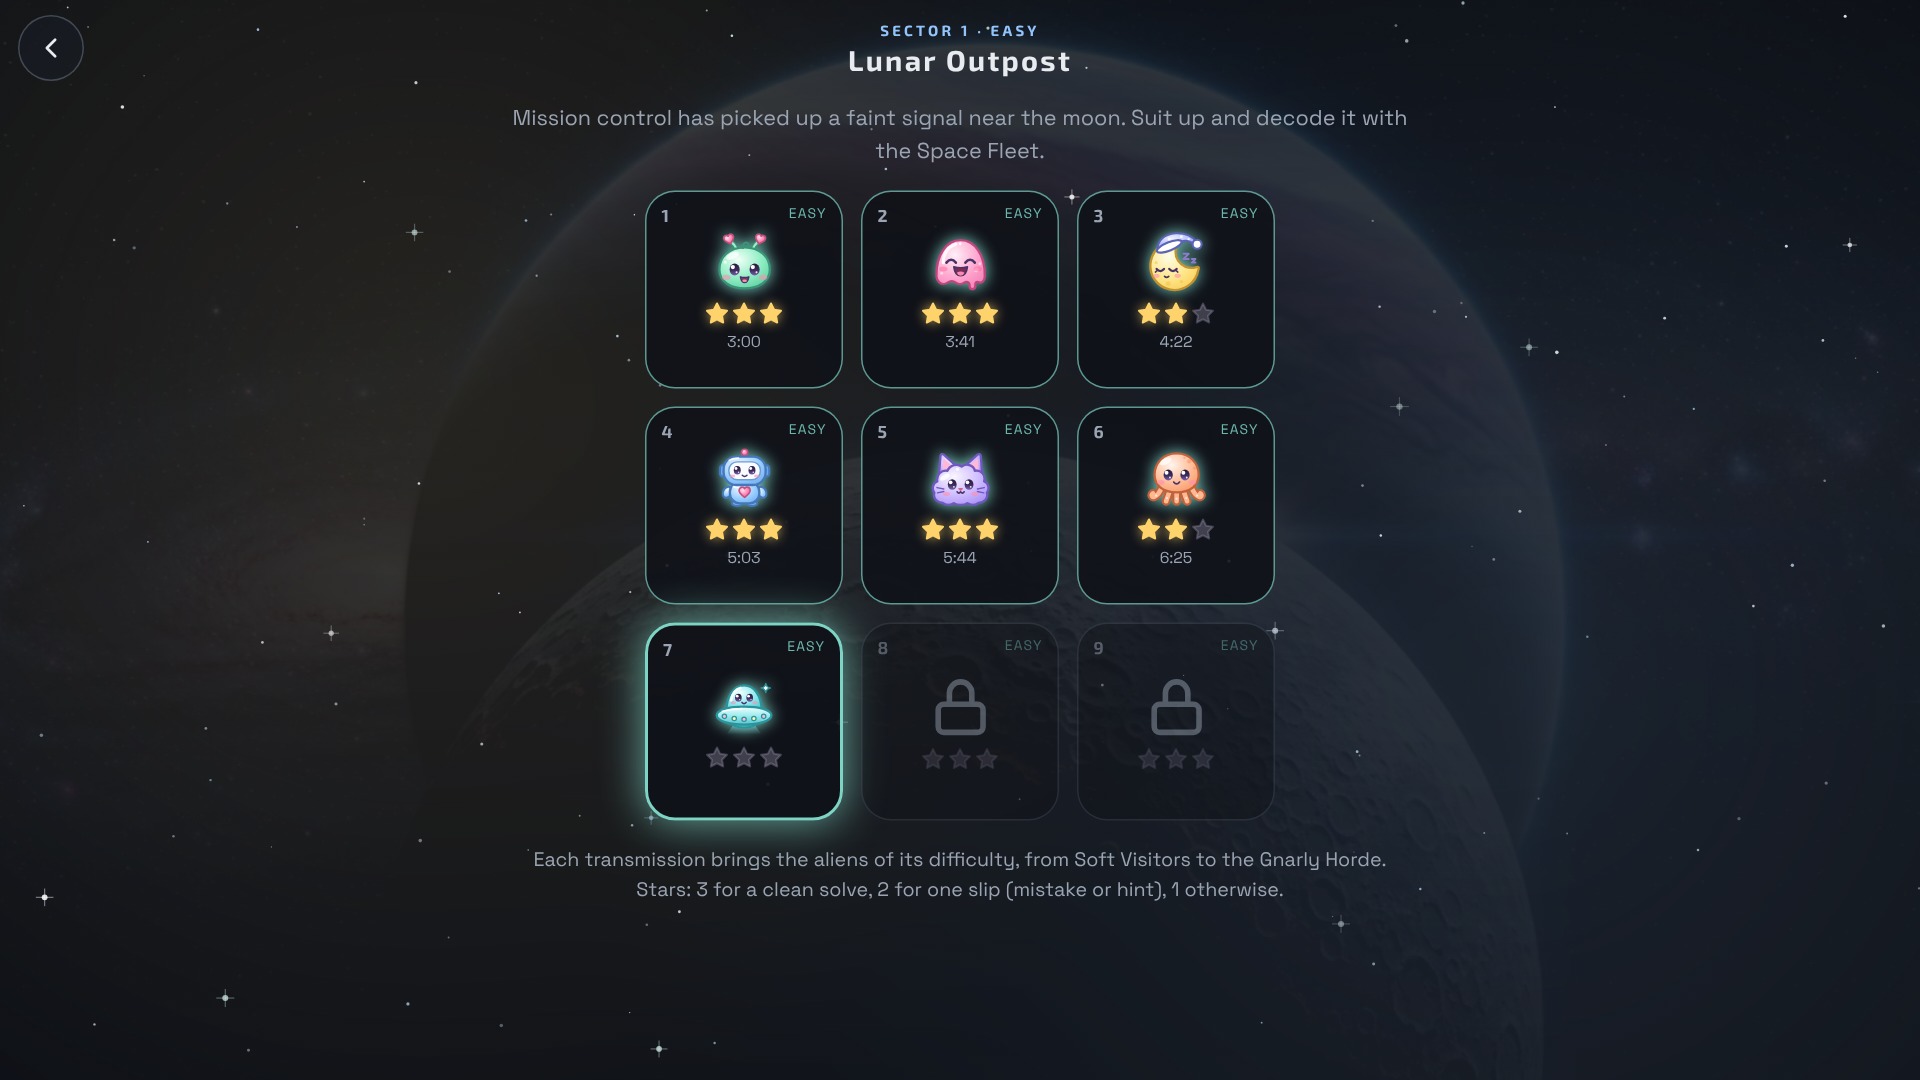 SECTOR 1 · EASY
Lunar Outpost
Mission control has picked up a faint signal near the moon. Suit up and decode it with
the Space Fleet.
1 EASY
3:00
2 EASY
3:41
3 EASY
zz
4:22
4 EASY
5:03
5 EASY
5:44
6 EASY
6:25
7 EASY
8 EASY
9 EASY
Each transmission brings the aliens of its difficulty, from Soft Visitors to the Gnarly Horde.
Stars: 3 for a clean solve, 2 for one slip (mistake or hint), 1 otherwise.